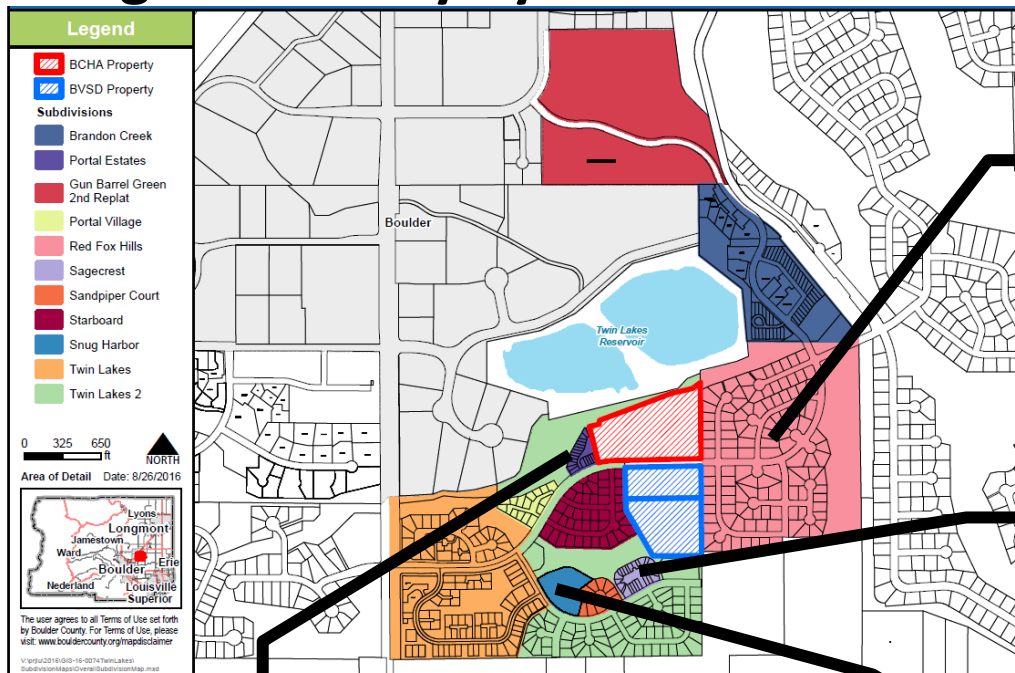 Legend
BCHA Property
BVSD Property
Subdivisions
Brandon Creek
Portal Estates
Gun Barrel Green
2nd Replat
Portal Village
Red Fox Hills
Sagecrest
Sandpiper Court
Starboard
Snug Harbor
Twin Lakes
Twin Lakes 2
0 325 650
ft
NORTH
Area of Detail Date: 8/26/2016
Lyons
Longmont
Jamestown
Ward
Boulder Erie
Nederland Louisville
Superior
The user agrees to all Terms of Use set forth
by Boulder County. For Terms of Use, please
visit: www.bouldercounty.org/mapdisclaimer
SubdivisionMaps\OverallSubdivisionMap.mxd
Boulder
Twin Lakes
Reservoir